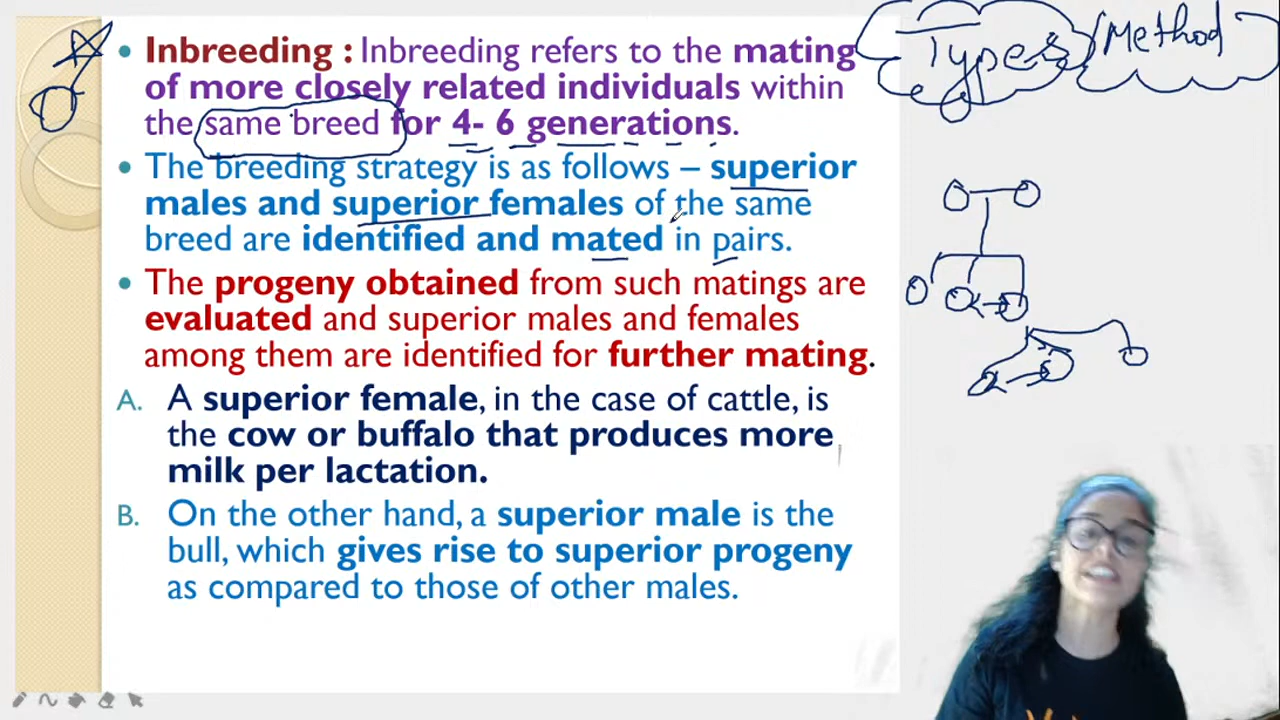 Types/Method
Inbreeding : Inbreeding refers to the mating
of more closely related individuals within
the same breed for 4- 6 generations.
The breeding strategy is as follows – superior
males and superior females of the same
breed are identified and mated in pairs.
The progeny obtained from such matings are
evaluated and superior males and females
among them are identified for further mating.
A. A superior female, in the case of cattle, is
the cow or buffalo that produces more
milk per lactation.
B. On the other hand, a superior male is the
bull, which gives rise to superior progeny
as compared to those of other males.